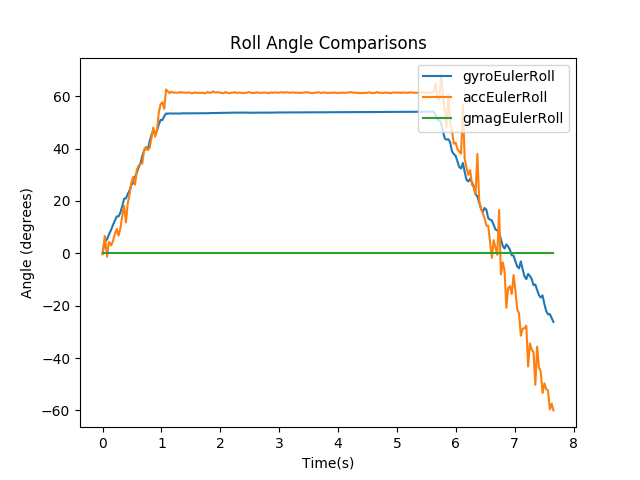 Roll Angle Comparisons
gyroEulerRoll
accEulerRoll
gmagEulerRoll
Angle (degrees)
60
40
20
0
−20
−40
−60
0 1 2 3 4 5 6 7 8
Time(s)